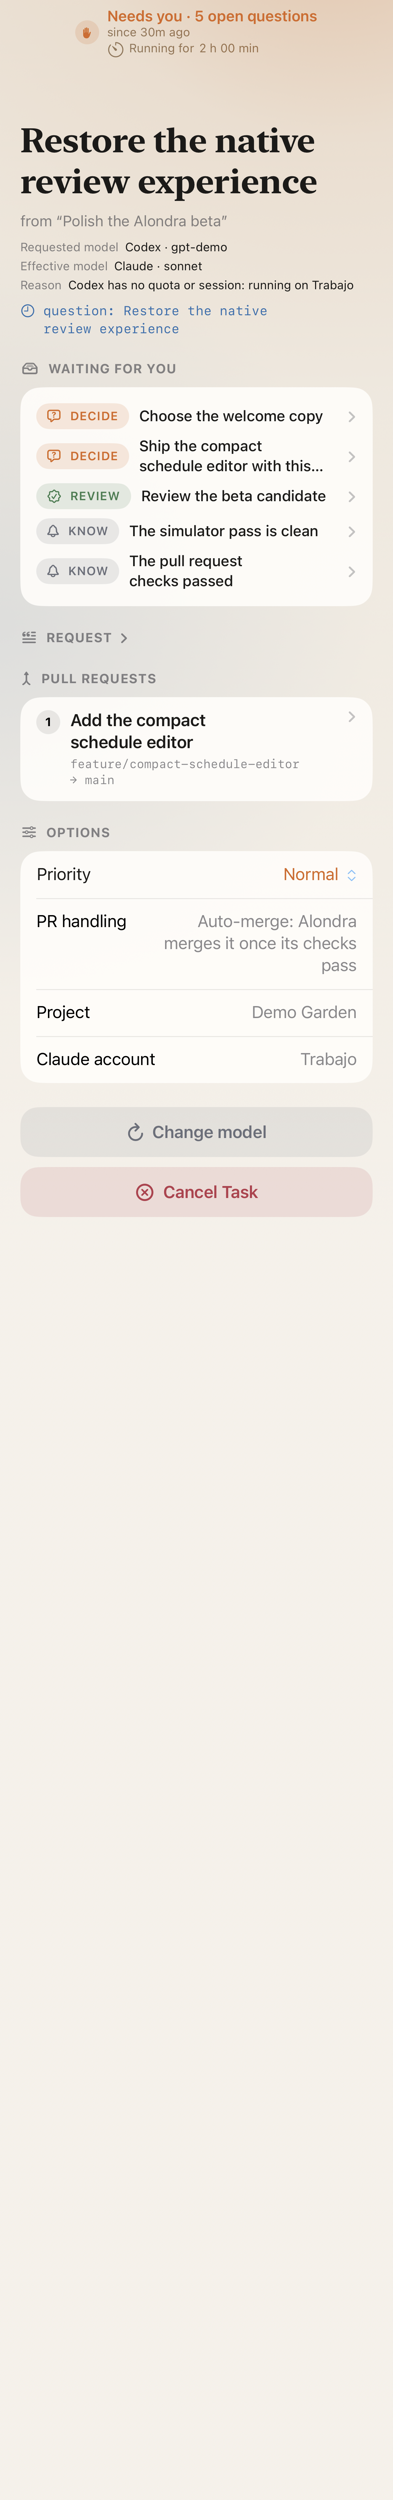 Needs you · 5 open questions
since 30m ago
Running for 2 h 00 min
Restore the native
review experience
from “Polish the Alondra beta”
Requested model Codex · gpt-demo
Effective model Claude · sonnet
Reason Codex has no quota or session: running on Trabajo
question: Restore the native
review experience
WAITING FOR YOU
DECIDE Choose the welcome copy
DECIDE Ship the compact
schedule editor with this...
REVIEW Review the beta candidate
KNOW The simulator pass is clean
KNOW The pull request
checks passed
REQUEST
PULL REQUESTS
1 Add the compact
schedule editor
feature/compact-schedule-editor
→ main
OPTIONS
Priority Normal
PR handling Auto-merge: Alondra
merges it once its checks
pass
Project Demo Garden
Claude account Trabajo
Change model
Cancel Task